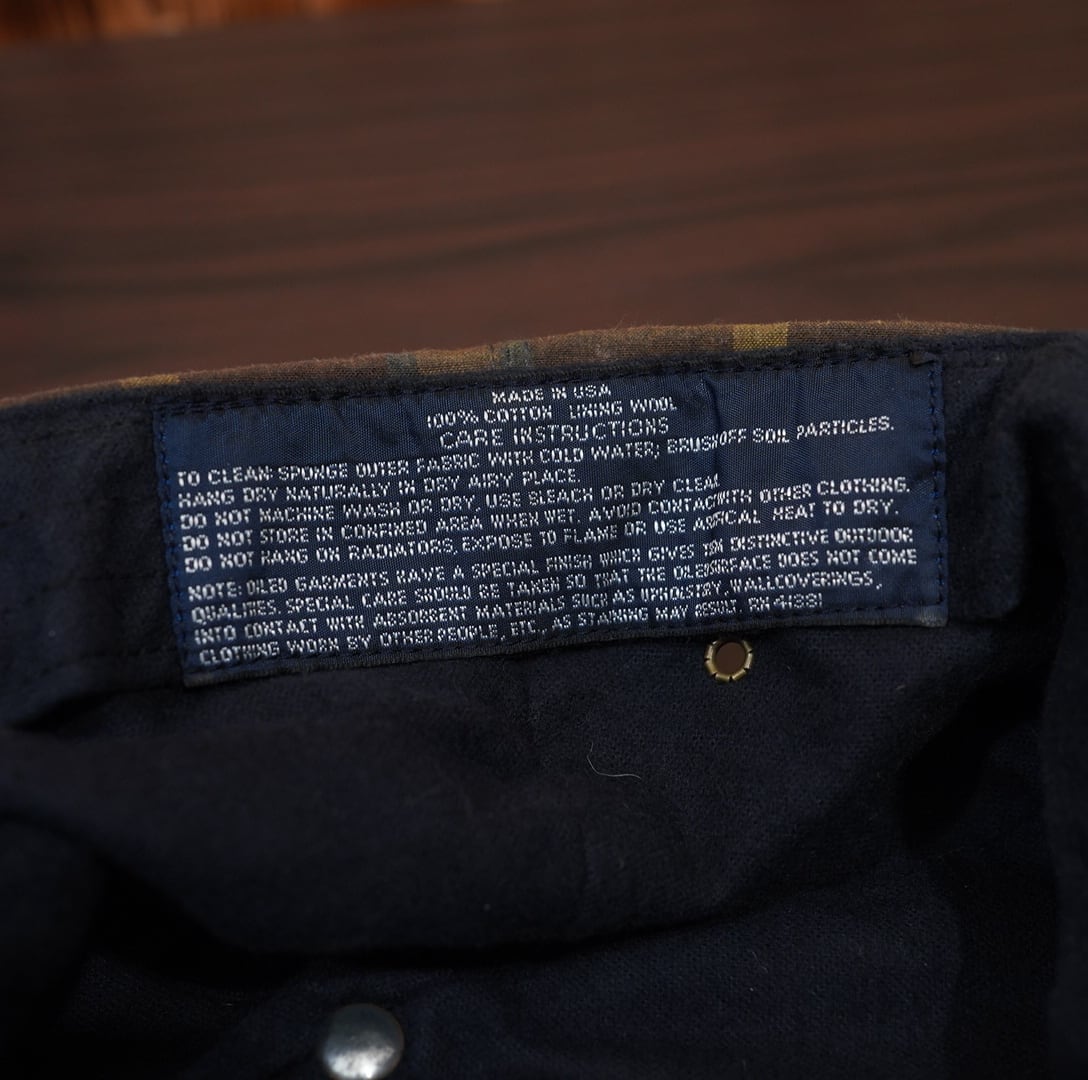 MADE IN USA
100% COTTON LINING WOOL
CARE INSTRUCTIONS
TO CLEAN SPONGE OUTER FABRIC WITH COLD WATER, BRUSH OFF SOIL PARTICLES.
HANG DRY NATURALLY IN DRY AIRY PLACE.
DO NOT MACHINE WASH OR DRY, USE BLEACH OR DRY CLEAN
DO NOT STORE IN CONFINED AREA WHEN WET. AVOID CONTACT WITH OTHER CLOTHING.
DO NOT HANG ON RADIATORS, EXPOSE TO FLAME OR USE HEAT TO DRY.
NOTE: OILED GARMENTS HAVE A SPECIAL FINISH WHICH GIVES DISTINCTIVE OUTDOOR
QUALITIES. SPECIAL CARE SHOULD BE TAKEN SO THAT THE OILED SURFACE DOES NOT COME
INTO CONTACT WITH ABSORBENT MATERIALS SUCH AS UPHOLSTRY, WALLCOVERINGS,
CLOTHING WORN BY OTHER PEOPLE, ETC., AS STAINING MAY RESULT. RN